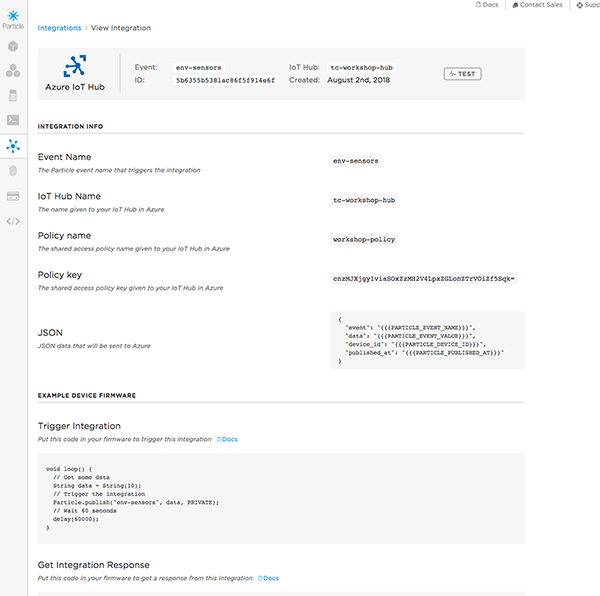 Docs Contact Sales
Particle
Integrations > View Integration
Event: env-sensors IoT Hub: tc-workshop-hub
ID: 5b6355b5381ac86f5f914e6f Created: August 2nd, 2018
TEST
Azure IoT Hub
INTEGRATION INFO
Event Name
The Particle event name that triggers the integration
env-sensors
IoT Hub Name
The name given to your IoT Hub in Azure
tc-workshop-hub
Policy name
The shared access policy name given to your IoT Hub in Azure
workshop-policy
Policy key
The shared access policy key given to your IoT Hub in Azure
JSON
JSON data that will be sent to Azure
{
"event": "{{{PARTICLE_EVENT_NAME}}}",
"data": "{{{PARTICLE_EVENT_VALUE}}}",
"device_id": "{{{PARTICLE_DEVICE_ID}}}",
"published_at": "{{{PARTICLE_PUBLISHED_AT}}}"
}
EXAMPLE DEVICE FIRMWARE
Trigger Integration
Put this code in your firmware to trigger this integration Docs
void loop() {
// Get some data
String data = String(10);
// Trigger the integration
Particle.publish("env-sensors", data, PRIVATE);
// Wait 60 seconds
delay(60000);
}
Get Integration Response
Put this code in your firmware to get a response from this integration Docs